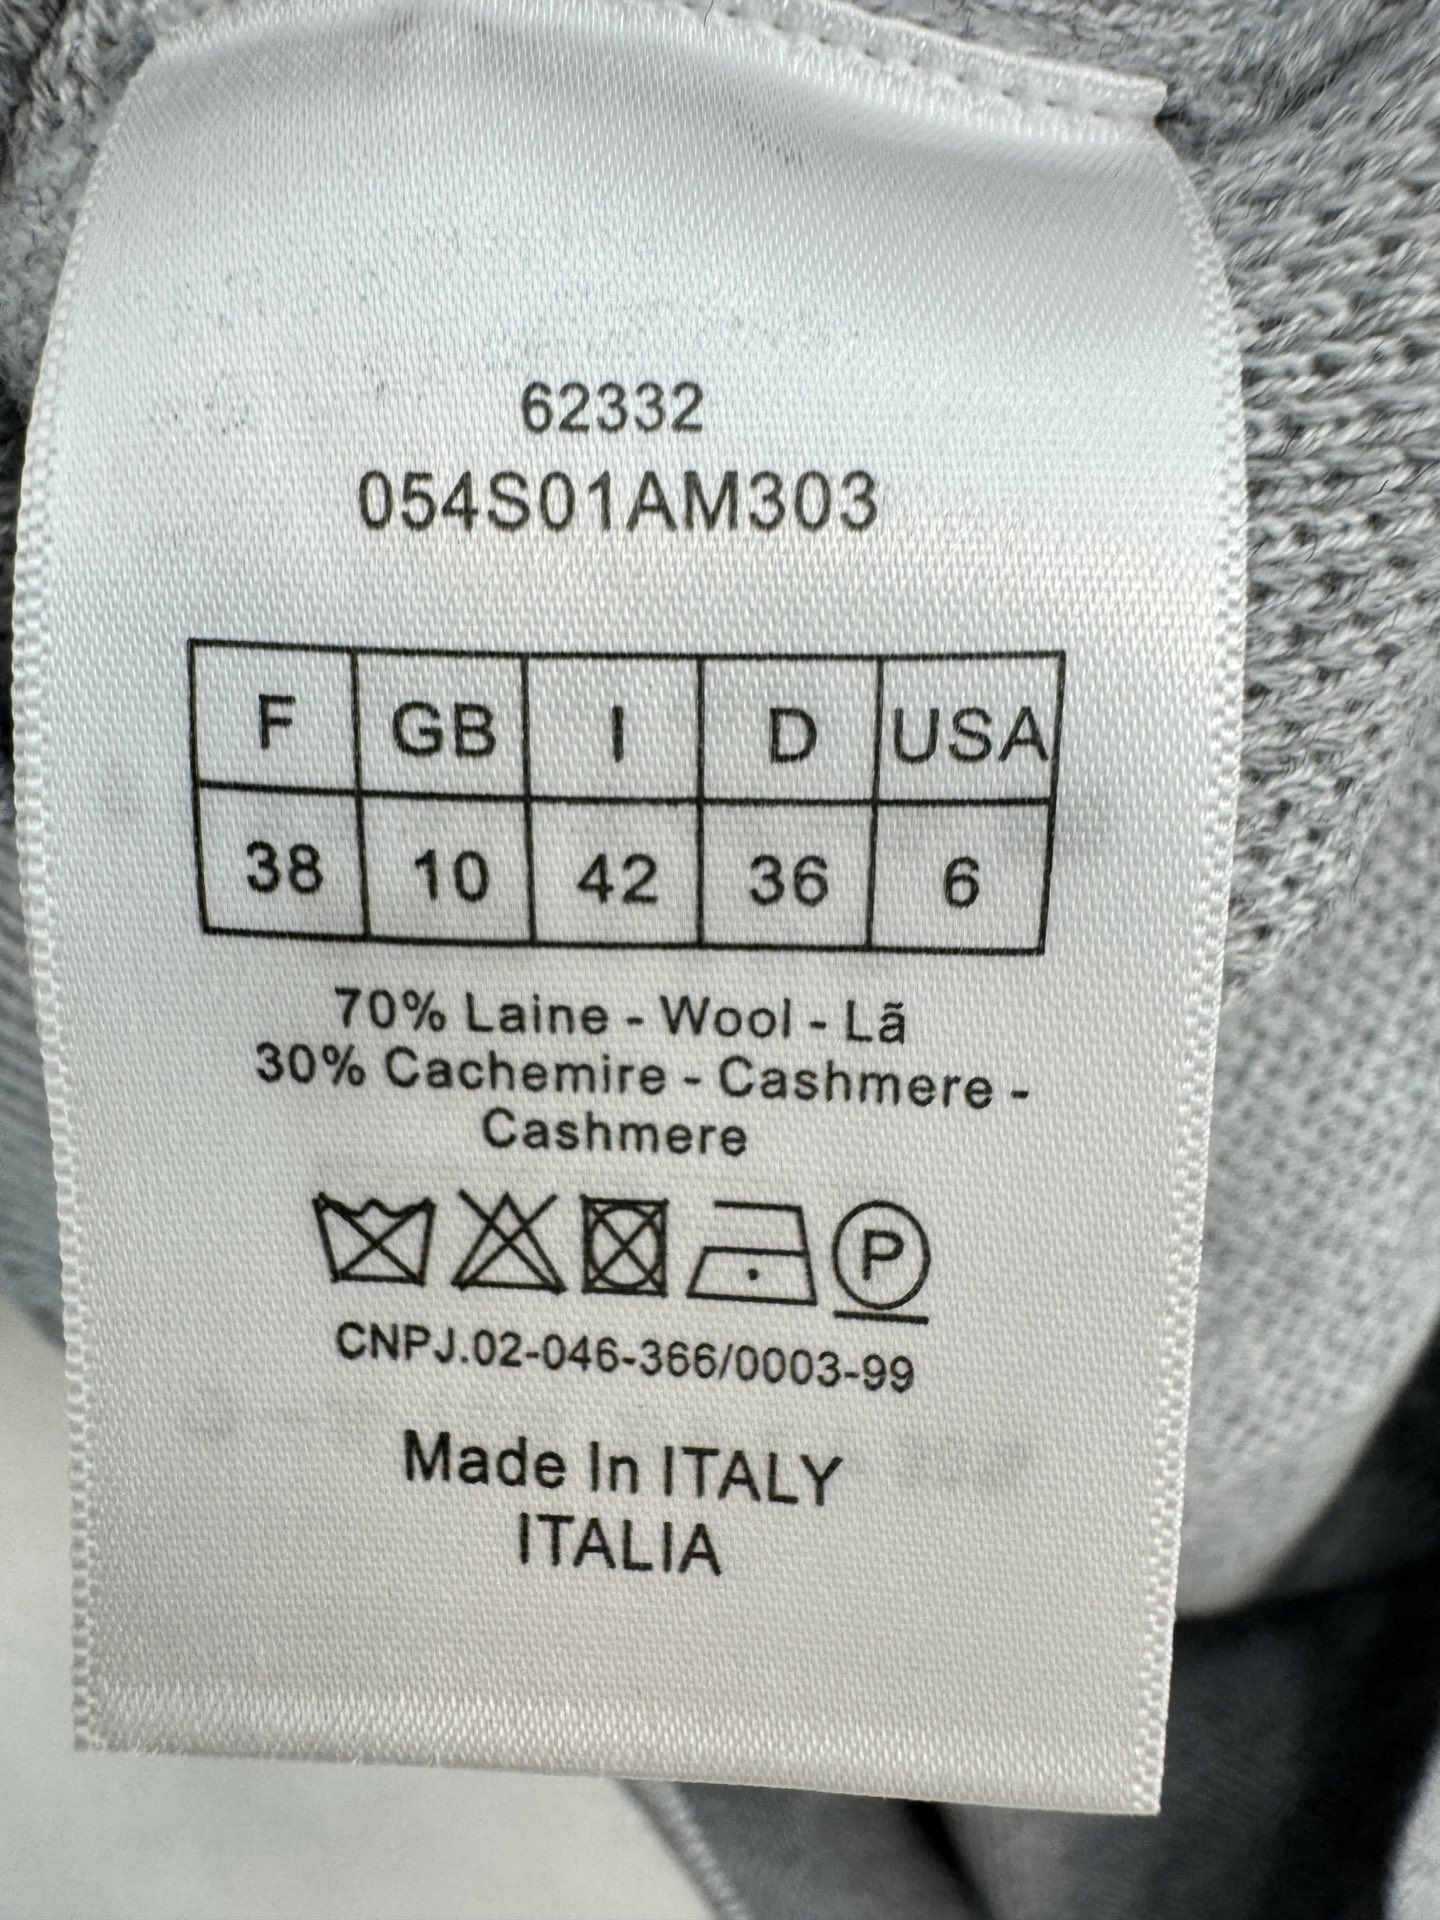 62332
054S01AM303
F GB I D USA
38 10 42 36 6
70% Laine - Wool - Lã
30% Cachemire - Cashmere -
Cashmere
P
CNPJ.02-046-366/0003-99
Made In ITALY
ITALIA